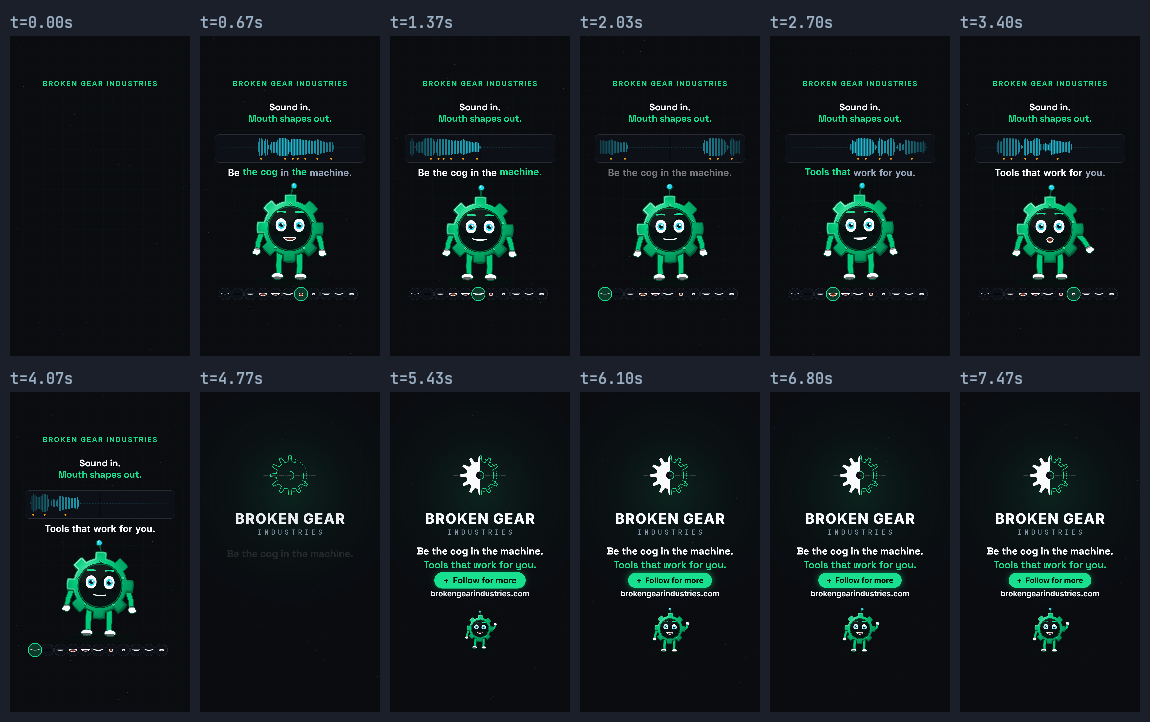 t=0.00s
BROKEN GEAR INDUSTRIES
t=0.67s
BROKEN GEAR INDUSTRIES
Sound in.
Mouth shapes out.
Be the cog in the machine.
t=1.37s
BROKEN GEAR INDUSTRIES
Sound in.
Mouth shapes out.
Be the cog in the machine.
t=2.03s
BROKEN GEAR INDUSTRIES
Sound in.
Mouth shapes out.
Be the cog in the machine.
t=2.70s
BROKEN GEAR INDUSTRIES
Sound in.
Mouth shapes out.
Tools that work for you.
t=3.40s
BROKEN GEAR INDUSTRIES
Sound in.
Mouth shapes out.
Tools that work for you.
t=4.07s
BROKEN GEAR INDUSTRIES
Sound in.
Mouth shapes out.
Tools that work for you.
t=4.77s
BROKEN GEAR
INDUSTRIES
Be the cog in the machine.
t=5.43s
BROKEN GEAR
INDUSTRIES
Be the cog in the machine.
Tools that work for you.
+ Follow for more
brokengearindustries.com
t=6.10s
BROKEN GEAR
INDUSTRIES
Be the cog in the machine.
Tools that work for you.
+ Follow for more
brokengearindustries.com
t=6.80s
BROKEN GEAR
INDUSTRIES
Be the cog in the machine.
Tools that work for you.
+ Follow for more
brokengearindustries.com
t=7.47s
BROKEN GEAR
INDUSTRIES
Be the cog in the machine.
Tools that work for you.
+ Follow for more
brokengearindustries.com